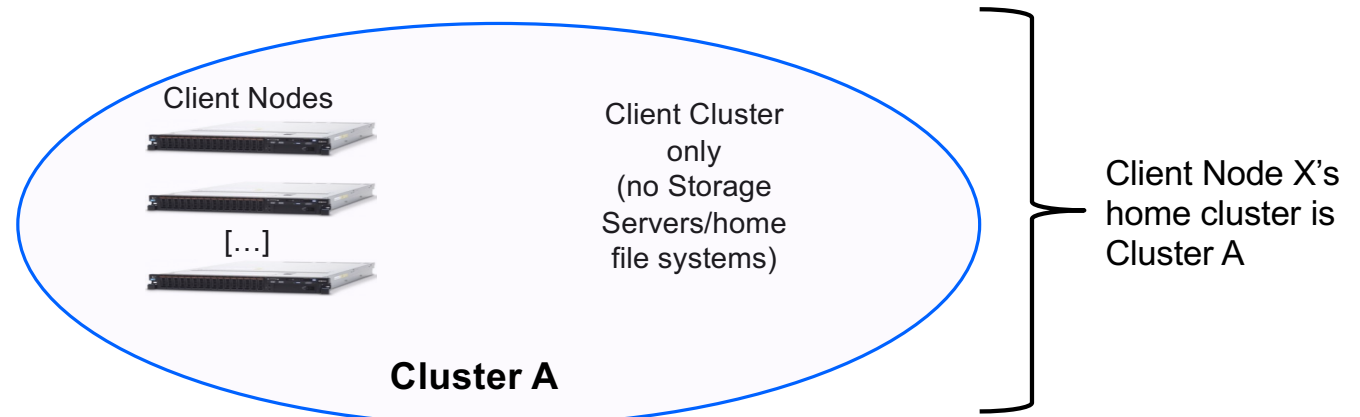 Client Nodes
[…]
Client Cluster
only
(no Storage
Servers/home
file systems)
Cluster A
Client Node X’s
home cluster is
Cluster A